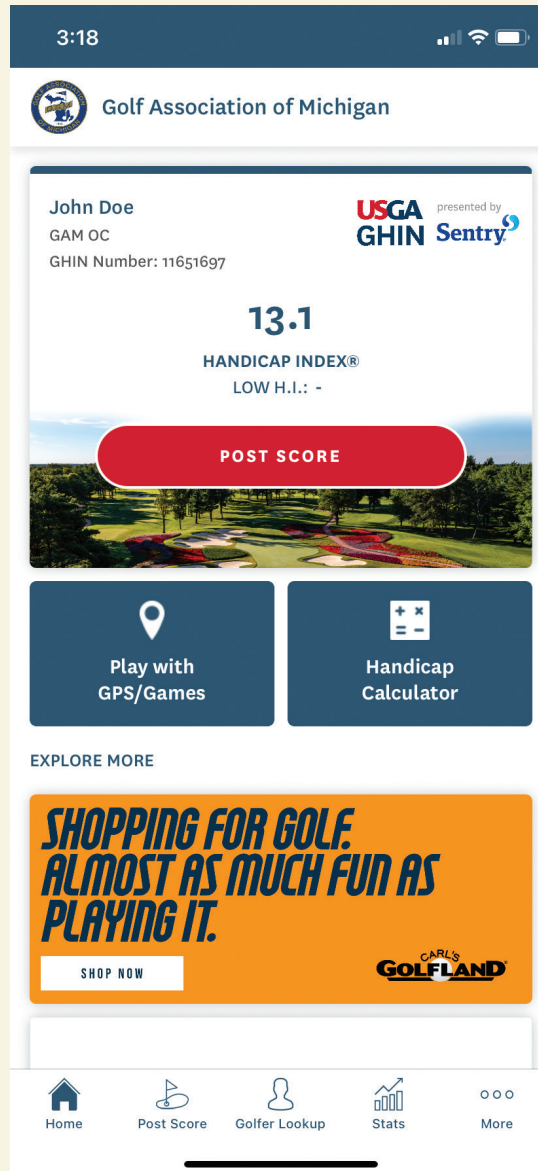 3:18
Golf Association of Michigan
John Doe
GAM OC
GHIN Number: 11651697
USGA
GHIN
presented by
Sentry
13.1
HANDICAP INDEX®
LOW H.I.: -
POST SCORE
Play with
GPS/Games
Handicap
Calculator
EXPLORE MORE
SHOPPING FOR GOLF.
ALMOST AS MUCH FUN AS
PLAYING IT.
SHOP NOW
CARL'S
GOLFLAND
Home
Post Score
Golfer Lookup
Stats
More